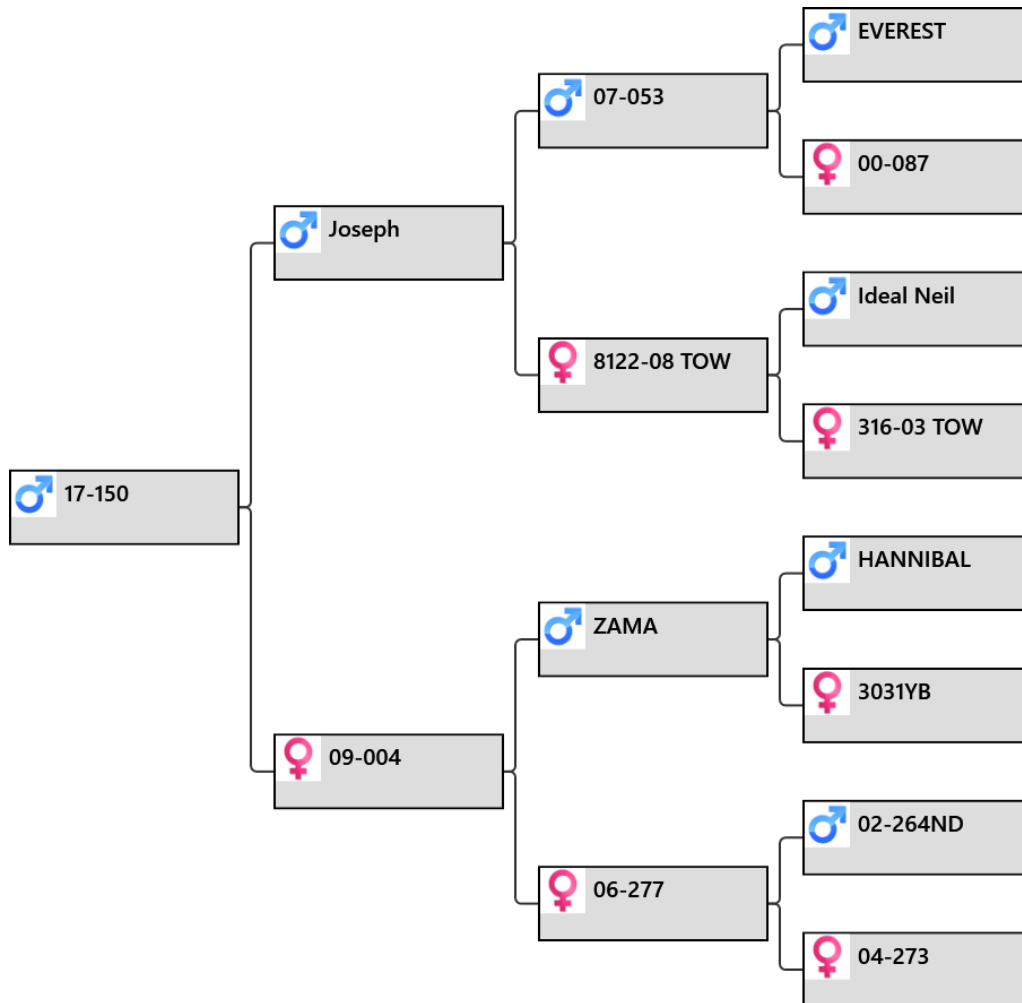 EVEREST
07-053
00-087
Joseph
Ideal Neil
8122-08 TOW
316-03 TOW
17-150
HANNIBAL
ZAMA
3031YB
09-004
02-264ND
06-277
04-273